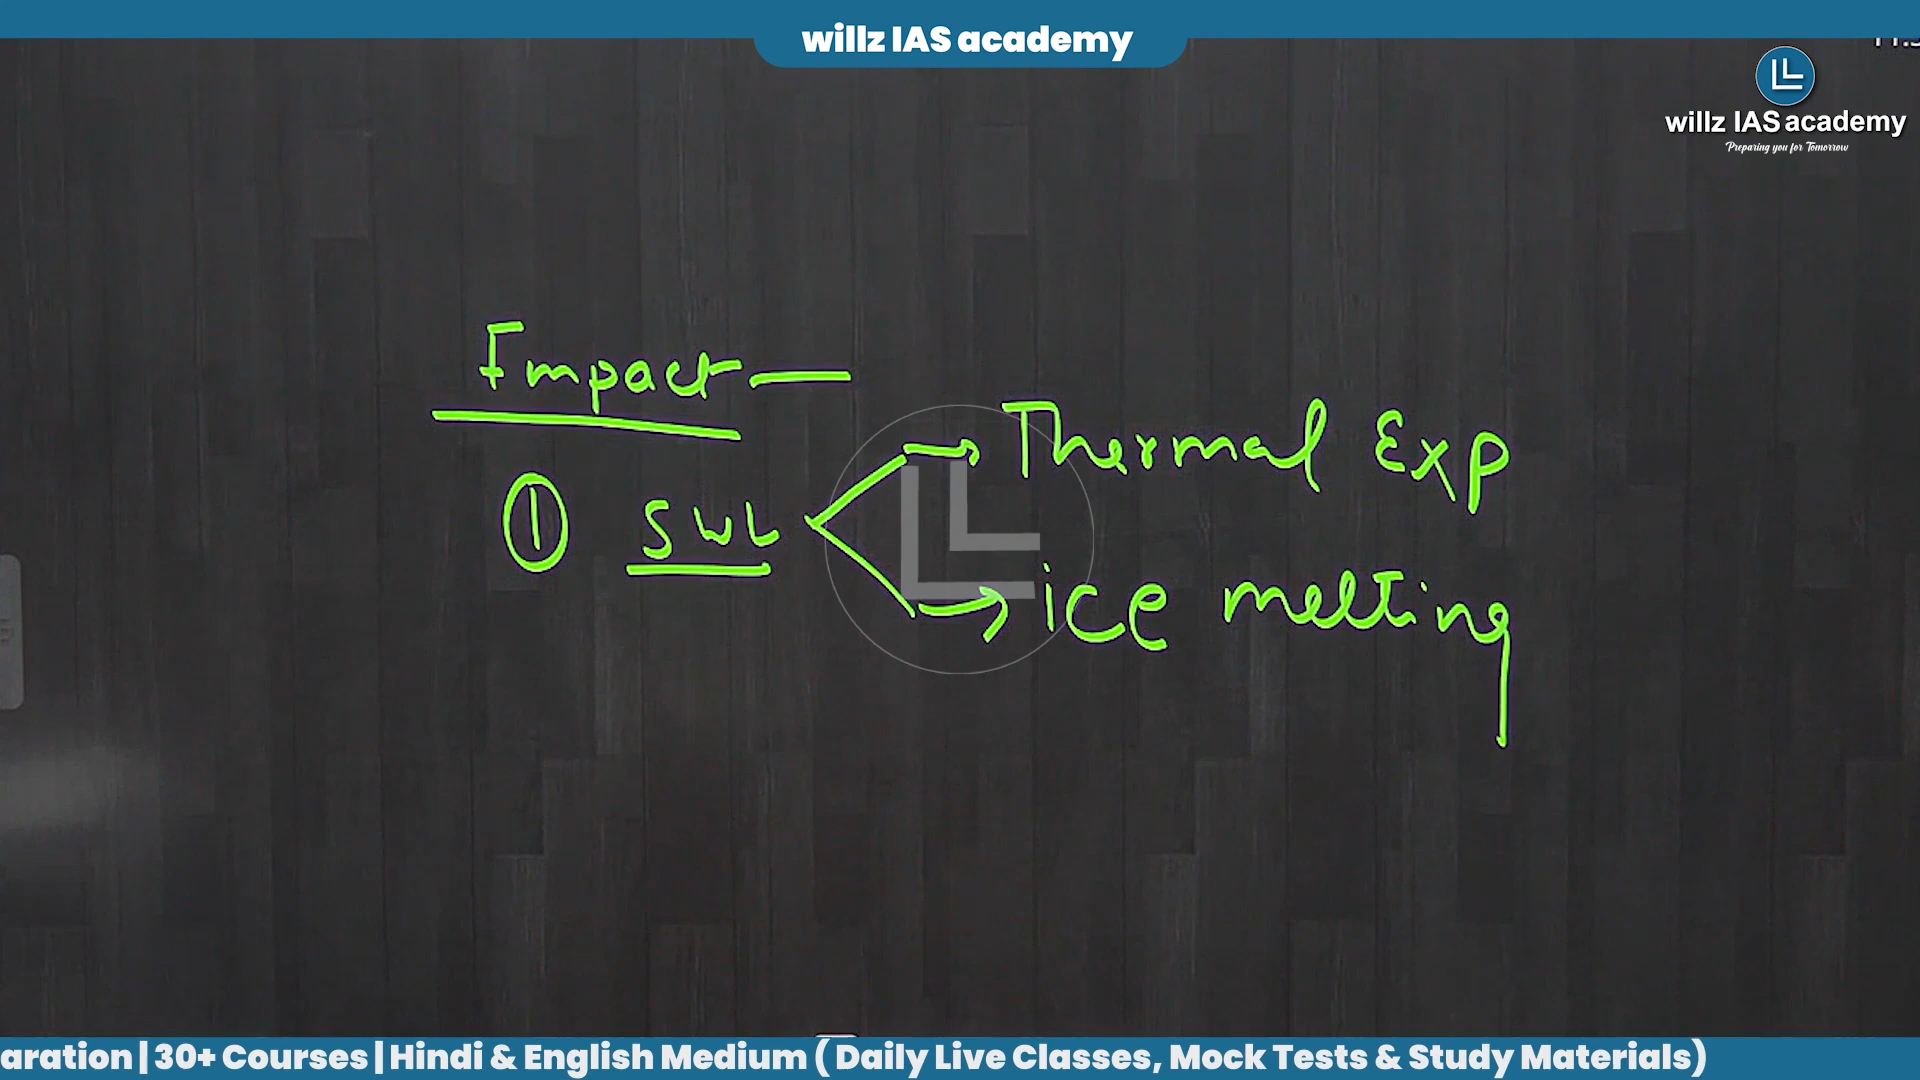 willz IAS academy
willz IAS academy
Preparing you for Tomorrow
Impact —
① SWL → Thermal Exp
→ ice melting
aration | 30+ Courses | Hindi & English Medium ( Daily Live Classes, Mock Tests & Study Materials)